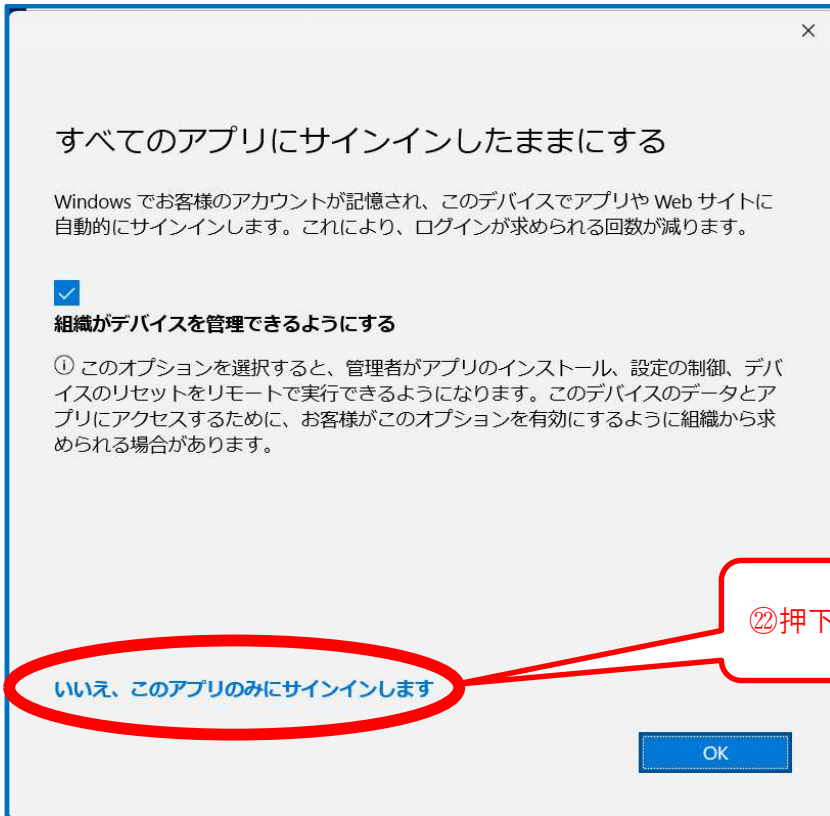 ×
すべてのアプリにサインインしたままにする
Windows でお客様のアカウントが記憶され、このデバイスでアプリや Web サイトに
自動的にサインインします。これにより、ログインが求められる回数が減ります。
組織がデバイスを管理できるようにする
ⓘ このオプションを選択すると、管理者がアプリのインストール、設定の制御、デバ
イスのリセットをリモートで実行できるようになります。このデバイスのデータとア
プリにアクセスするために、お客様がこのオプションを有効にするように組織から求
められる場合があります。
㉒押下
いいえ、このアプリのみにサインインします
OK